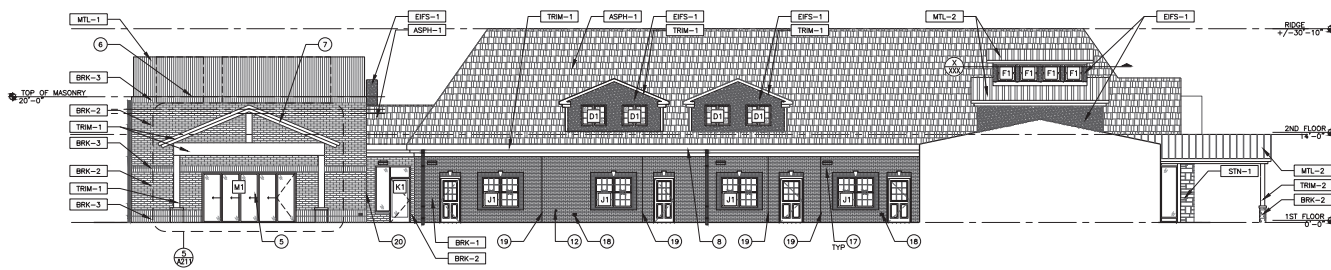 MTL-1
EIFS-1
ASPH-1
TRIM-1
ASPH-1
EIFS-1
TRIM-1
EIFS-1
TRIM-1
MTL-2
EIFS-1
RIDGE
+/-30'-10"
6
7
X
XXX
F1 F1 F1 F1
BRK-3
TOP OF MASONRY
20'-0"
BRK-2
D1 D1 D1 D1
TRIM-1
2ND FLOOR
14'-0"
BRK-3
BRK-2
MTL-2
STN-1
M1
K1
TRIM-1
TRIM-2
J1 J1 J1 J1
BRK-2
BRK-3
1ST FLOOR
0'-0"
5
A211
5
20
BRK-1
BRK-2
19
12
18
19
8
19
19
TYP
17
18